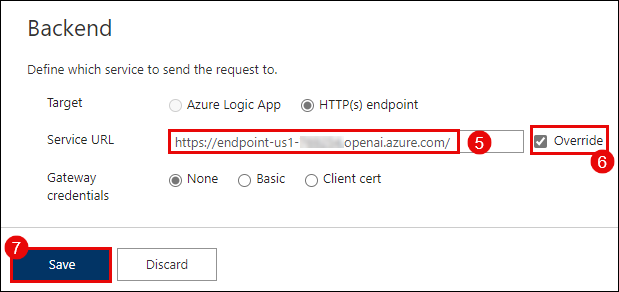 Backend
Define which service to send the request to.
Target Azure Logic App HTTP(s) endpoint
Service URL https://endpoint-us1- openai.azure.com/ 5 Override
6
Gateway credentials None Basic Client cert
7
Save Discard